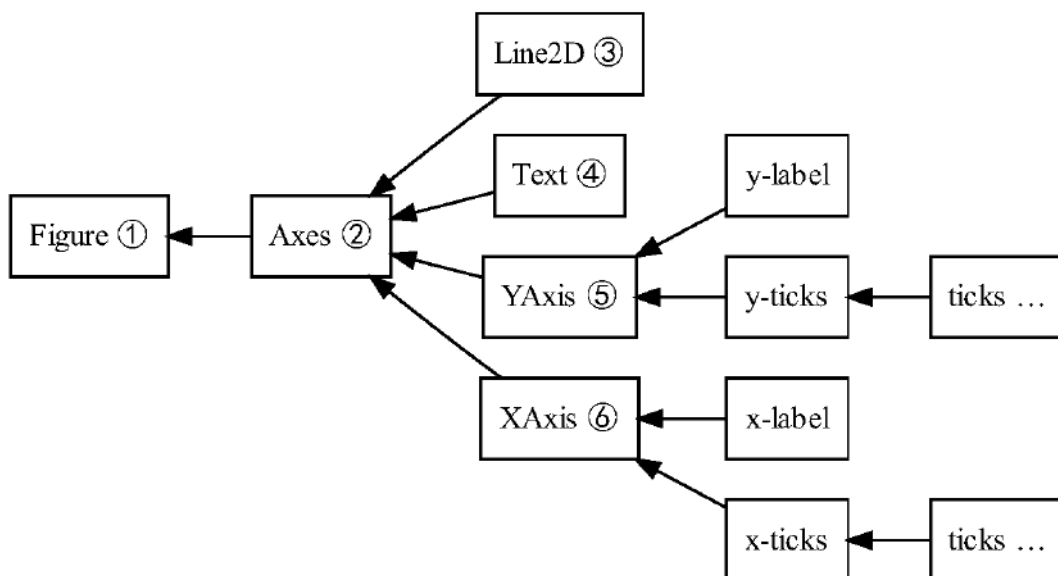 Line2D ③
Text ④
y-label
Figure ①
Axes ②
YAxis ⑤
y-ticks
ticks …
XAxis ⑥
x-label
x-ticks
ticks …